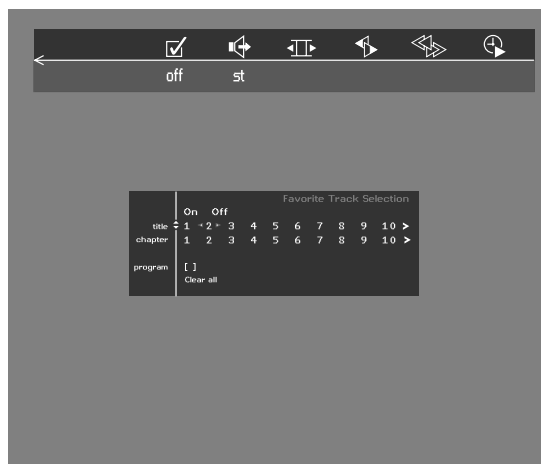 off st
Favorite Track Selection
On Off
title 1 2 3 4 5 6 7 8 9 10 >
chapter 1 2 3 4 5 6 7 8 9 10 >
program [ ]
Clear all